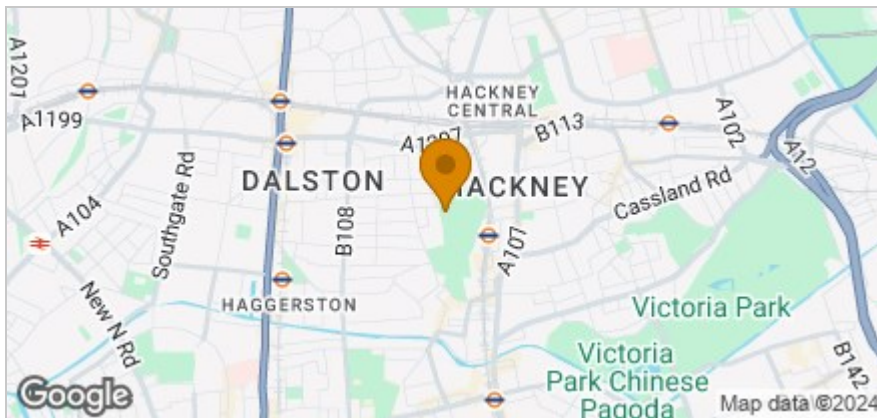 A1201
A1199
HACKNEY
CENTRAL
B113
A102
A12
A1207
DALSTON
HACKNEY
Cassland Rd
Southgate Rd
A104
B108
A107
New N Rd
HAGGERSTON
Victoria Park
Victoria
Park Chinese
Pagoda
B142
Google
Map data ©2024